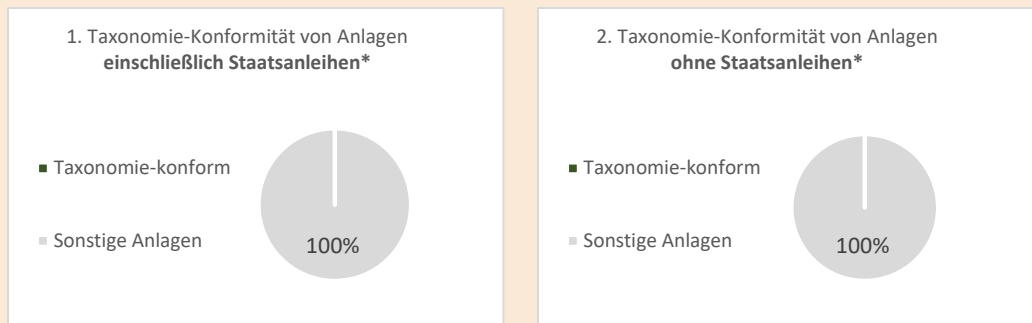 1. Taxonomie-Konformität von Anlagen
einschließlich Staatsanleihen*
Taxonomie-konform
Sonstige Anlagen
100%
2. Taxonomie-Konformität von Anlagen
ohne Staatsanleihen*
Taxonomie-konform
Sonstige Anlagen
100%